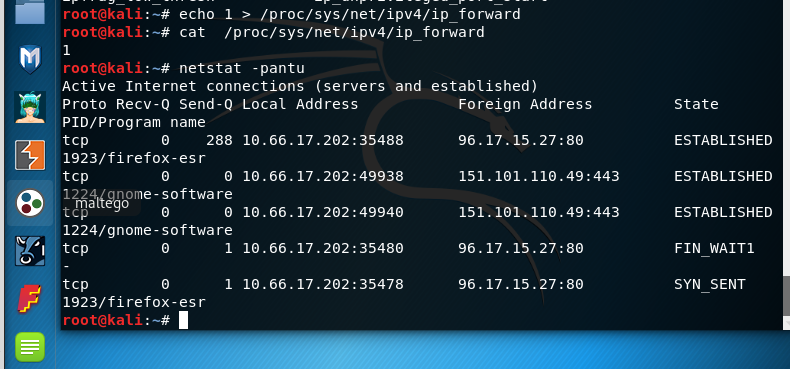 root@kali:~# echo 1 > /proc/sys/net/ipv4/ip_forward
root@kali:~# cat  /proc/sys/net/ipv4/ip_forward
1
root@kali:~# netstat -pantu
Active Internet connections (servers and established)
Proto Recv-Q Send-Q Local Address           Foreign Address         State
PID/Program name
tcp        0    288 10.66.17.202:35488      96.17.15.27:80          ESTABLISHED
1923/firefox-esr
tcp        0      0 10.66.17.202:49938      151.101.110.49:443      ESTABLISHED
1224/gnome-software
maltego
tcp        0      0 10.66.17.202:49940      151.101.110.49:443      ESTABLISHED
1224/gnome-software
tcp        0      1 10.66.17.202:35480      96.17.15.27:80          FIN_WAIT1
-
tcp        0      1 10.66.17.202:35478      96.17.15.27:80          SYN_SENT
1923/firefox-esr
root@kali:~#